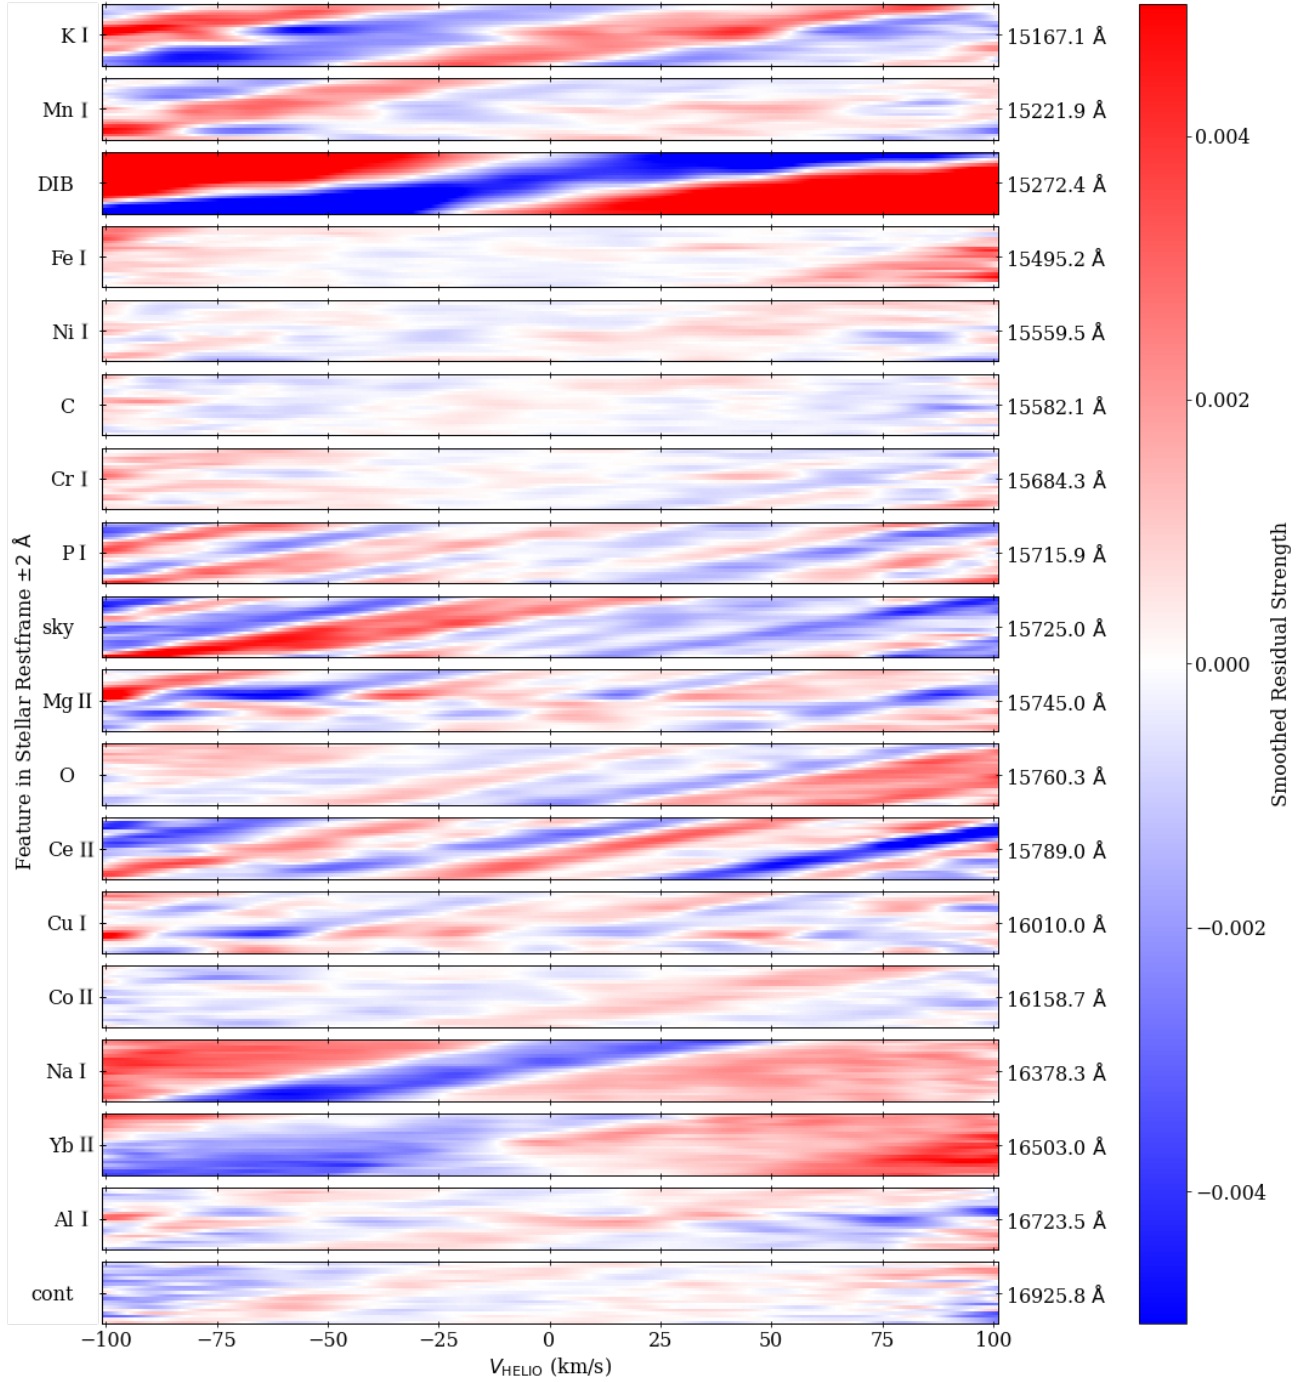 K I 15167.1 Å
Mn I 15221.9 Å
DIB 15272.4 Å
Fe I 15495.2 Å
Ni I 15559.5 Å
C 15582.1 Å
Cr I 15684.3 Å
P I 15715.9 Å
sky 15725.0 Å
Mg II 15745.0 Å
O 15760.3 Å
Ce II 15789.0 Å
Cu I 16010.0 Å
Co II 16158.7 Å
Na I 16378.3 Å
Yb II 16503.0 Å
Al I 16723.5 Å
cont 16925.8 Å
−100 −75 −50 −25 0 25 50 75 100
V_HELIO (km/s)
Feature in Stellar Restframe ±2 Å
0.004
0.002
0.000
−0.002
−0.004
Smoothed Residual Strength